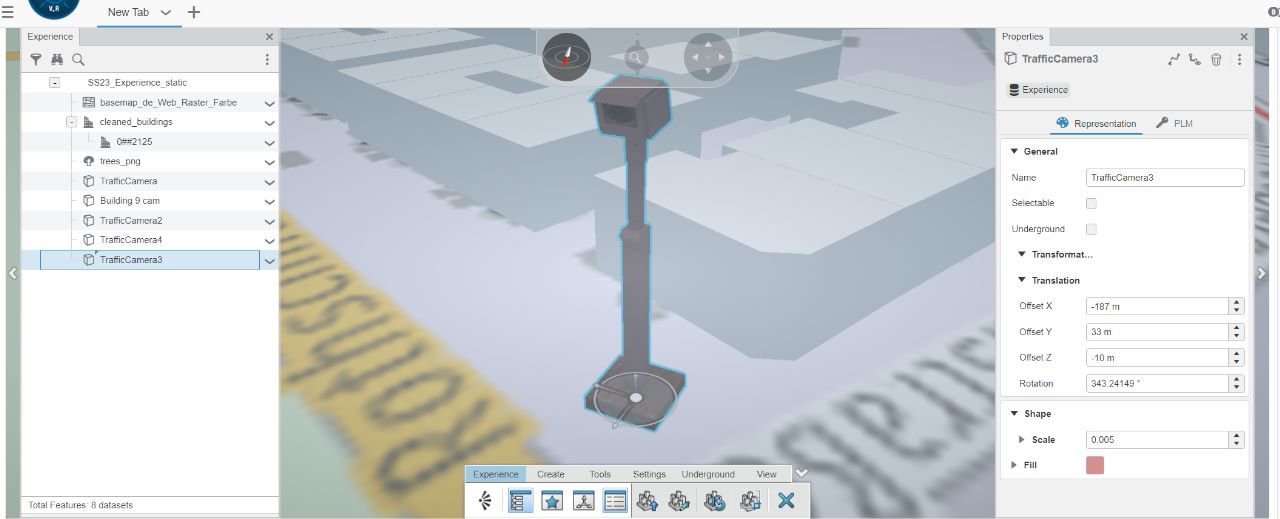 V.R
New Tab
Experience
SS23_Experience_static
basemap_de_Web_Raster_Farbe
cleaned_buildings
0##2125
trees_png
TrafficCamera
Building 9 cam
TrafficCamera2
TrafficCamera4
TrafficCamera3
Total Features: 8 datasets
Experience
Create
Tools
Settings
Underground
View
Properties
TrafficCamera3
Experience
Representation
PLM
General
Name
TrafficCamera3
Selectable
Underground
Transformat...
Translation
Offset X
-187 m
Offset Y
33 m
Offset Z
-10 m
Rotation
343.24149 °
Shape
Scale
0.005
Fill